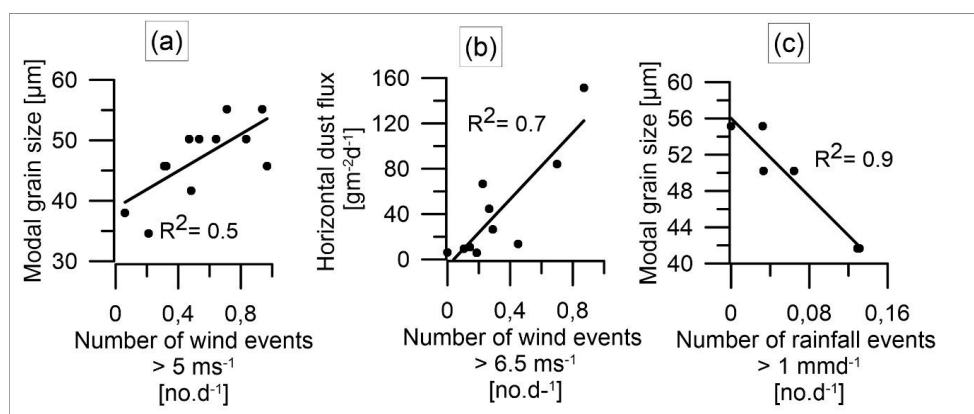 (a)
Modal grain size [µm]
60
50
40
30
R2= 0.5
0 0,4 0,8
Number of wind events
> 5 ms-1
[no.d-1]
(b)
Horizontal dust flux
[gm-2d-1]
160
120
80
40
0
R2= 0.7
0 0,4 0,8
Number of wind events
> 6.5 ms-1
[no.d-1]
(c)
Modal grain size [µm]
60
56
52
48
44
40
R2= 0.9
0 0,08 0,16
Number of rainfall events
> 1 mmd-1
[no.d-1]